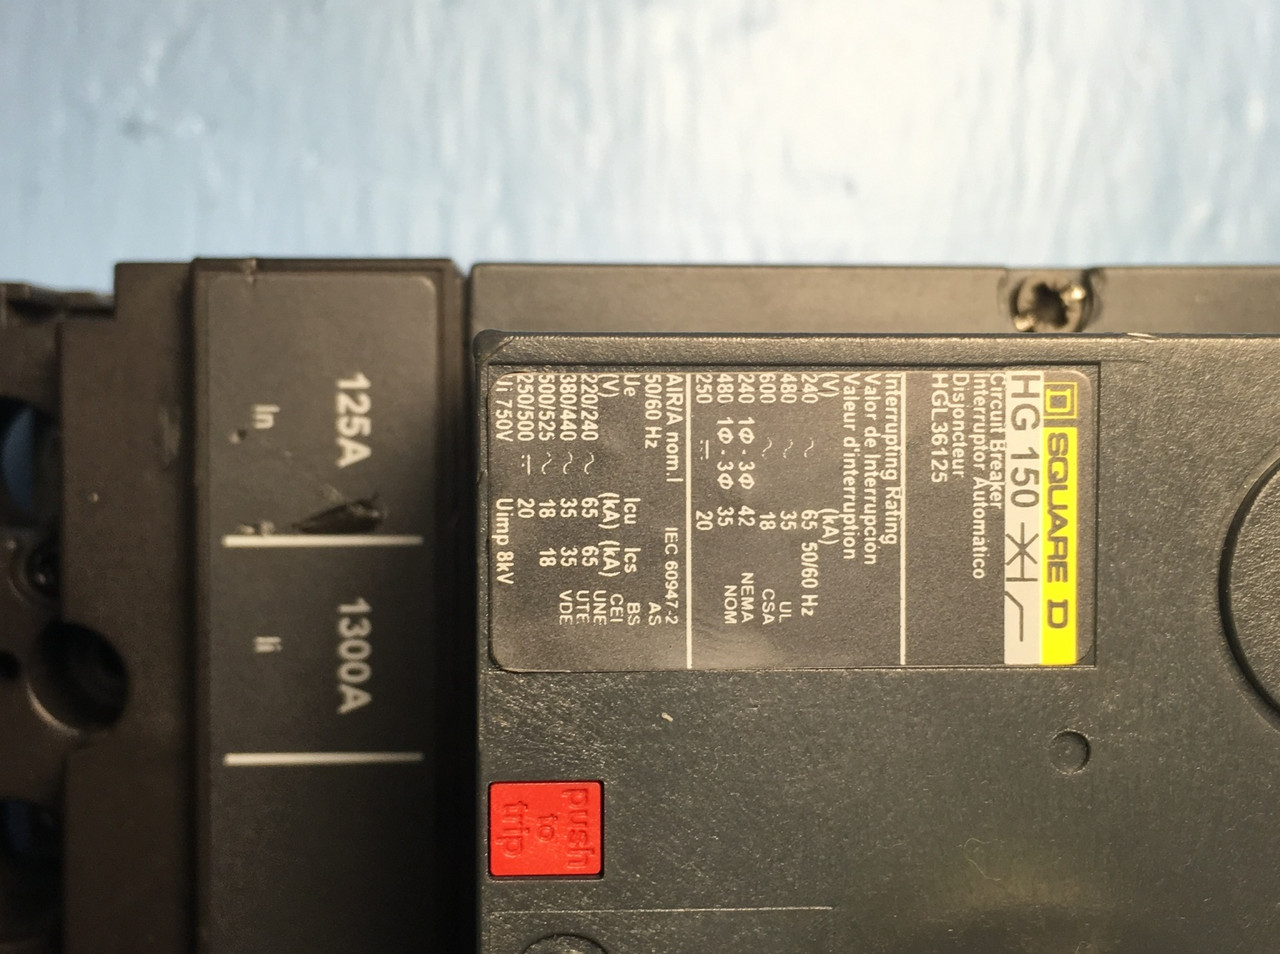 SQUARE D
HG 150
Circuit Breaker
Interruptor Automatico
Disjoncteur
HGL36125
Interrupting Rating
Valor de Interrupción
Valeur d'interruption
(V) (kA)
240 ~ 65 50/60 Hz
480 ~ 35 UL
600 ~ 18 CSA
240 1Φ - 3Φ 42 NEMA
480 1Φ - 3Φ 35 NOM
250 ⎓ 20
AIR/A nom.I IEC 60947-2
50/60 Hz AS
Ue Icu Ics BS
(V) (kA) (kA) CEI
220/240 ~ 65 65 UNE
380/440 ~ 35 35 UTE
500/525 ~ 18 18 VDE
250/500 ⎓ 20
Ui 750V Uimp 8kV
125A 1300A
In Ii
push
to
trip